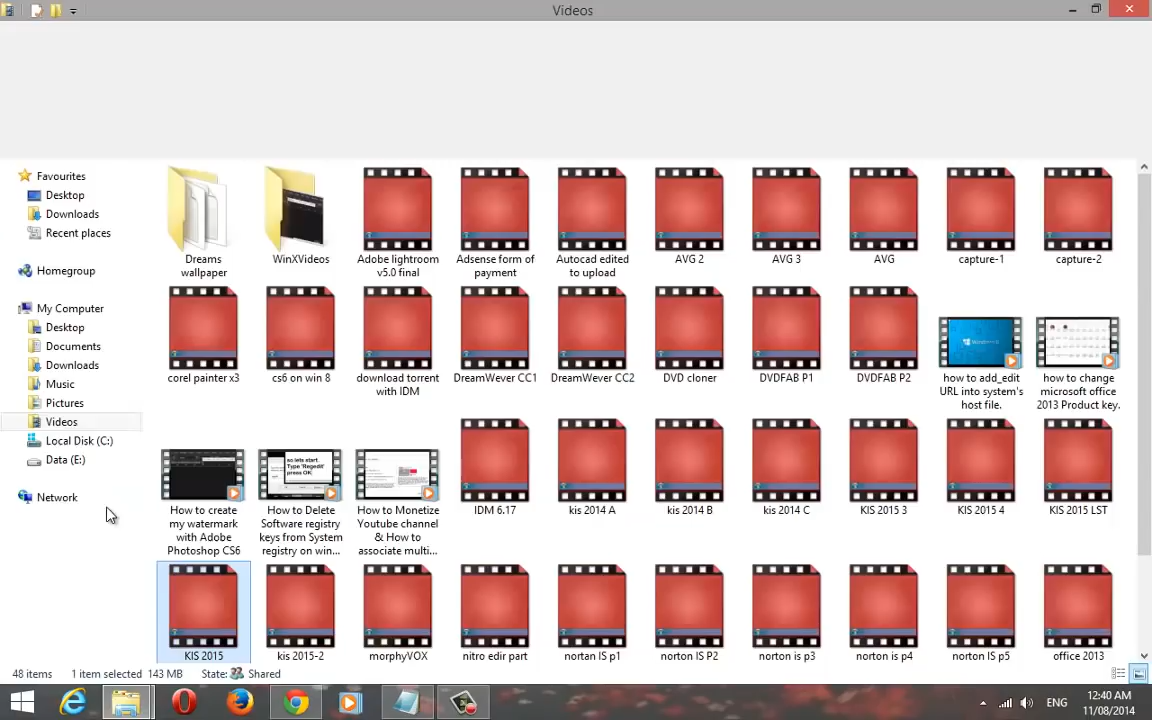 Videos
Favourites
Desktop
Downloads
Recent places
Homegroup
My Computer
Desktop
Documents
Downloads
Music
Pictures
Videos
Local Disk (C:)
Data (E:)
Network
Dreams
wallpaper
WinXVideos
Adobe lightroom
v5.0 final
Adsense form of
payment
Autocad edited
to upload
AVG 2
AVG 3
AVG
capture-1
capture-2
corel painter x3
cs6 on win 8
download torrent
with IDM
DreamWever CC1
DreamWever CC2
DVD cloner
DVDFAB P1
DVDFAB P2
how to add_edit
URL into system's
host file.
how to change
microsoft office
2013 Product key.
How to create
my watermark
with Adobe
Photoshop CS6
so lets start.
Type 'Regedit'
press OK
How to Delete
Software registry
keys from System
registry on win...
How to Monetize
Youtube channel
& How to
associate multi...
IDM 6.17
kis 2014 A
kis 2014 B
kis 2014 C
KIS 2015 3
KIS 2015 4
KIS 2015 LST
KIS 2015
kis 2015-2
morphyVOX
nitro edir part
nortan IS p1
norton IS P2
norton is p3
norton is p4
norton IS p5
office 2013
48 items 1 item selected 143 MB State: Shared
ENG
12:40 AM
11/08/2014